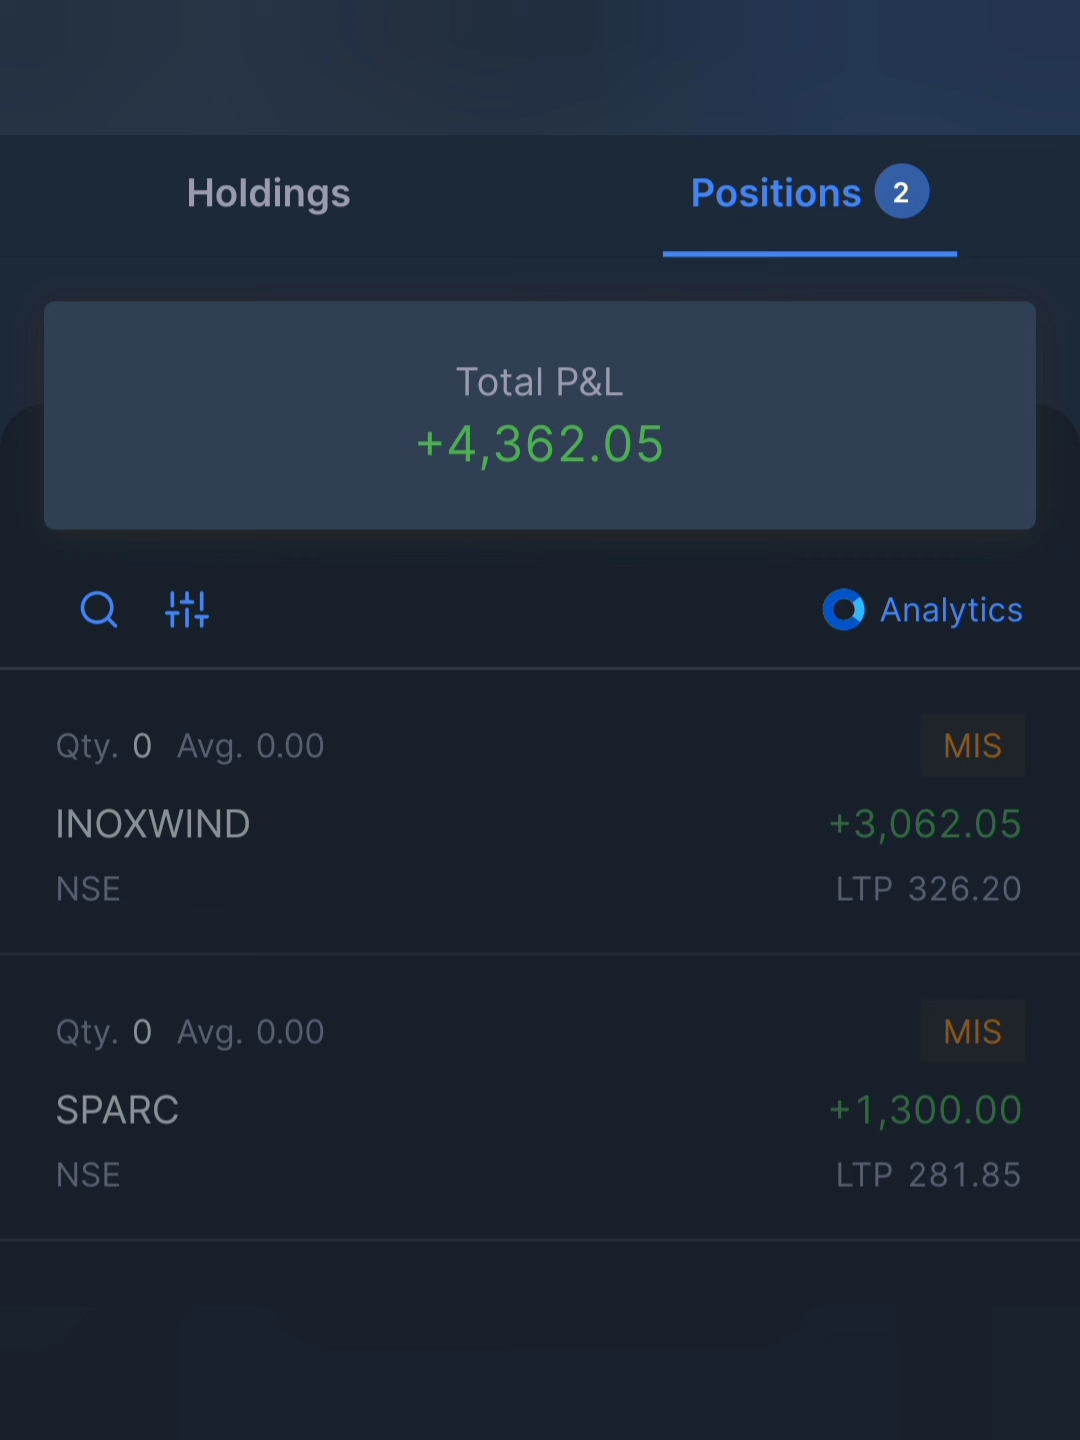 Holdings Positions 2
Total P&L
+4,362.05
Analytics
Qty. 0 Avg. 0.00 MIS
INOXWIND +3,062.05
NSE LTP 326.20
Qty. 0 Avg. 0.00 MIS
SPARC +1,300.00
NSE LTP 281.85